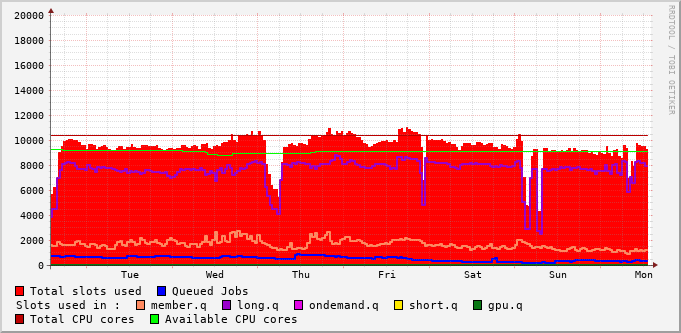 RRDTOOL / TOBI OETIKER
20000
18000
16000
14000
12000
10000
8000
6000
4000
2000
0
Tue Wed Thu Fri Sat Sun Mon
Total slots used Queued Jobs
Slots used in : member.q long.q ondemand.q short.q gpu.q
Total CPU cores Available CPU cores